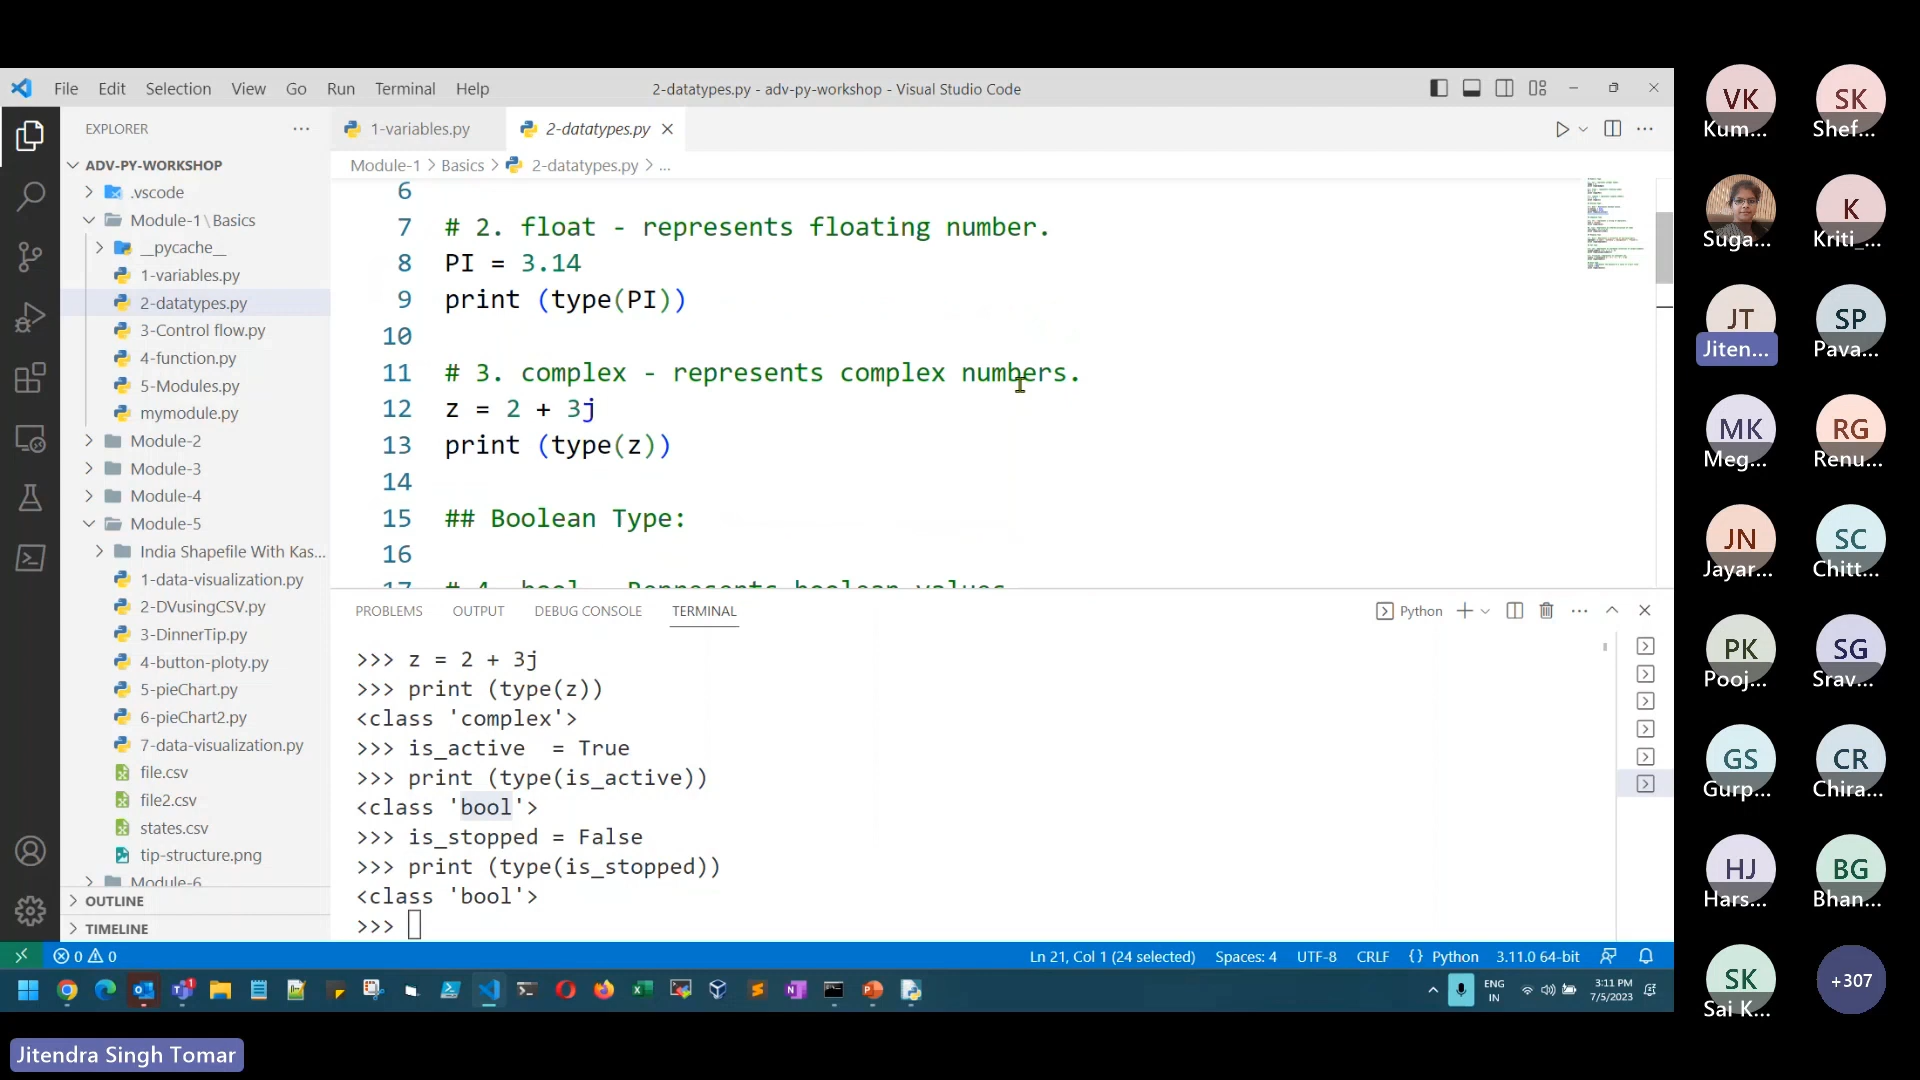 File Edit Selection View Go Run Terminal Help
2-datatypes.py - adv-py-workshop - Visual Studio Code
EXPLORER
ADV-PY-WORKSHOP
.vscode
Module-1\Basics
__pycache__
1-variables.py
2-datatypes.py
3-Control flow.py
4-function.py
5-Modules.py
mymodule.py
Module-2
Module-3
Module-4
Module-5
India Shapefile With Kas...
1-data-visualization.py
2-DVusingCSV.py
3-DinnerTip.py
4-button-ploty.py
5-pieChart.py
6-pieChart2.py
7-data-visualization.py
file.csv
file2.csv
states.csv
tip-structure.png
Module-6
OUTLINE
TIMELINE
1-variables.py
2-datatypes.py
Module-1 > Basics > 2-datatypes.py > ...
6
7 # 2. float - represents floating number.
8 PI = 3.14
9 print (type(PI))
10
11 # 3. complex - represents complex numbers.
12 z = 2 + 3j
13 print (type(z))
14
15 ## Boolean Type:
16
17 # 4. bool - Represents boolean values
PROBLEMS OUTPUT DEBUG CONSOLE TERMINAL
Python
>>> z = 2 + 3j
>>> print (type(z))
<class 'complex'>
>>> is_active  = True
>>> print (type(is_active))
<class 'bool'>
>>> is_stopped = False
>>> print (type(is_stopped))
<class 'bool'>
>>>
0 0
Ln 21, Col 1 (24 selected) Spaces: 4 UTF-8 CRLF {} Python 3.11.0 64-bit
ENG
IN
3:11 PM
7/5/2023
VK
Kum...
SK
Shef...
Suga...
K
Kriti_...
JT
Jiten...
SP
Pava...
MK
Meg...
RG
Renu...
JN
Jayar...
SC
Chitt...
PK
Pooj...
SG
Srav...
GS
Gurp...
CR
Chira...
HJ
Hars...
BG
Bhan...
SK
Sai K...
+307
Jitendra Singh Tomar